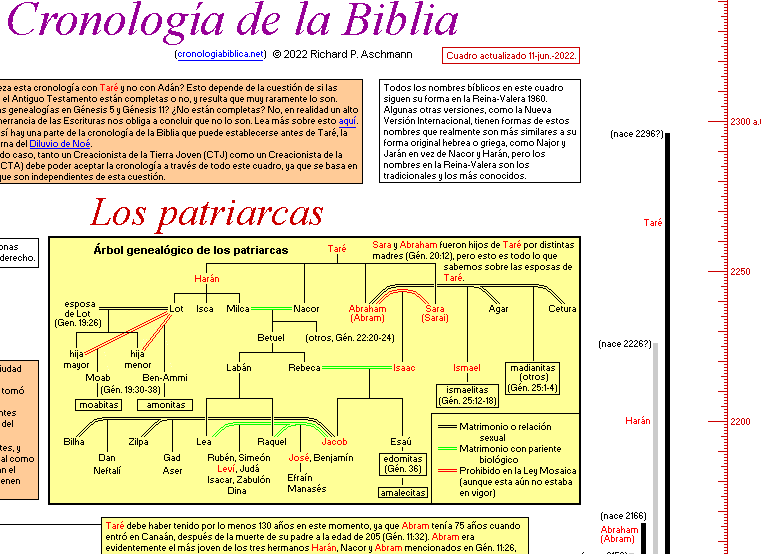 Cronología de la Biblia
(cronologiabiblica.net) © 2022 Richard P. Aschmann
Cuadro actualizado 11-jun.-2022.
eza esta cronología con Taré y no con Adán? Esto depende de la cuestión de si las
el Antiguo Testamento están completas o no, y resulta que muy raramente lo son.
as genealogías en Génesis 5 y Génesis 11? ¿No están completas? No, en realidad un alto
nerrancia de las Escrituras nos obliga a concluir que no lo son. Lea más sobre esto aquí.
sí hay una parte de la cronología de la Biblia que puede establecerse antes de Taré, la
rna del Diluvio de Noé.
do caso, tanto un Creacionista de la Tierra Joven (CTJ) como un Creacionista de la
CTA) debe poder aceptar la cronología a través de todo este cuadro, ya que se basa en
que son independientes de esta cuestión.
Todos los nombres bíblicos en este cuadro
siguen su forma en la Reina-Valera 1960.
Algunas otras versiones, como la Nueva
Versión Internacional, tienen formas de estos
nombres que realmente son más similares a su
forma original hebrea o griega, como Najor y
Jarán en vez de Nacor y Harán, pero los
nombres en la Reina-Valera son los
tradicionales y los más conocidos.
2300 a.
(nace 2296?)
Taré
2250
(nace 2226?)
Harán
2200
(nace 2166)
Abraham
(Abram)
Los patriarcas
onas
derecho.
Árbol genealógico de los patriarcas
Taré
Sara y Abraham fueron hijos de Taré por distintas
madres (Gén. 20:12), pero esto es todo lo que
sabemos sobre las esposas de
Taré.
Harán
esposa
de Lot
(Gén. 19:26)
Lot Isca Milca Nacor Abraham
(Abram) Sara
(Sarai) Agar Cetura
Betuel (otros, Gén. 22:20-24)
hija
mayor
hija
menor
Labán Rebeca Isaac Ismael
madianitas
(otros)
(Gén. 25:1-4)
Moab Ben-Ammi
(Gén. 19:30-38)
ismaelitas
(Gén. 25:12-18)
moabitas amonitas
Bilha Zilpa Lea Raquel Jacob Esaú
Dan
Neftalí
Gad
Aser
Rubén, Simeón
Leví, Judá
Isacar, Zabulón
Dina
José, Benjamín
Efraín
Manasés
edomitas
(Gén. 36)
amalecitas
Matrimonio o relación
sexual
Matrimonio con pariente
biológico
Prohibido en la Ley Mosaica
(aunque esta aún no estaba
en vigor)
iudad
tomó
ntes
del
tes, y
al como
an el
enen
Taré debe haber tenido por lo menos 130 años en este momento, ya que Abram tenía 75 años cuando
entró en Canaán, después de la muerte de su padre a la edad de 205 (Gén. 11:32). Abram era
evidentemente el más joven de los tres hermanos Harán, Nacor y Abram mencionados en Gén. 11:26,